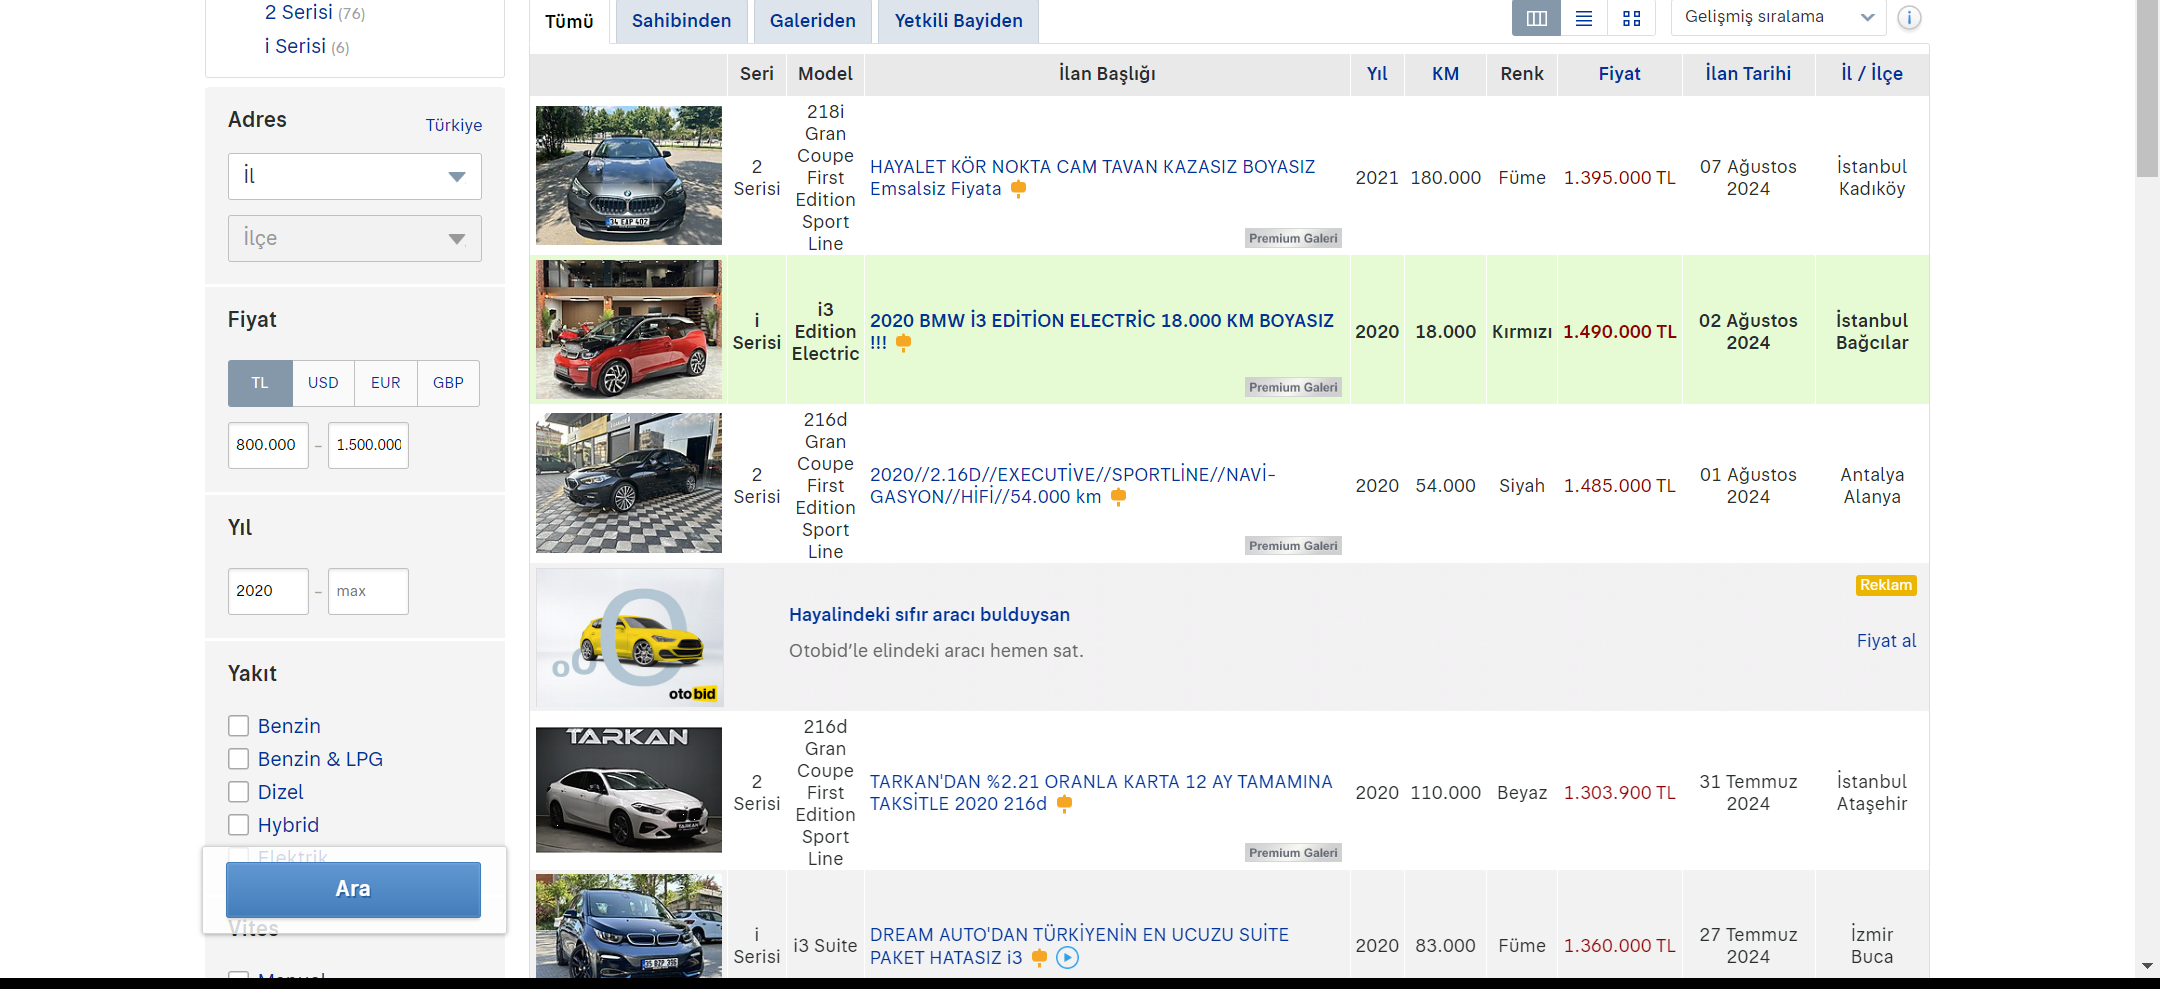 2 Serisi (76)
i Serisi (6)
Adres
Türkiye
İl
İlçe
Fiyat
TL USD EUR GBP
800.000 - 1.500.000
Yıl
2020 - max
Yakıt
Benzin
Benzin & LPG
Dizel
Hybrid
Elektrik
Ara
Vites
Manuel
Tümü Sahibinden Galeriden Yetkili Bayiden
Gelişmiş sıralama
i
Seri Model İlan Başlığı Yıl KM Renk Fiyat İlan Tarihi İl / İlçe
34 EAP 402
2
Serisi
218i
Gran
Coupe
First
Edition
Sport
Line
HAYALET KÖR NOKTA CAM TAVAN KAZASIZ BOYASIZ
Emsalsiz Fiyata
Premium Galeri
2021 180.000 Füme 1.395.000 TL
07 Ağustos
2024
İstanbul
Kadıköy
i
Serisi
i3
Edition
Electric
2020 BMW İ3 EDİTİON ELECTRİC 18.000 KM BOYASIZ
!!!
Premium Galeri
2020 18.000 Kırmızı 1.490.000 TL
02 Ağustos
2024
İstanbul
Bağcılar
2
Serisi
216d
Gran
Coupe
First
Edition
Sport
Line
2020//2.16D//EXECUTİVE//SPORTLİNE//NAVİ-
GASYON//HİFİ//54.000 km
Premium Galeri
2020 54.000 Siyah 1.485.000 TL
01 Ağustos
2024
Antalya
Alanya
otobid
Hayalindeki sıfır aracı bulduysan
Otobid’le elindeki aracı hemen sat.
Reklam
Fiyat al
TARKAN
TARKAN
2
Serisi
216d
Gran
Coupe
First
Edition
Sport
Line
TARKAN'DAN %2.21 ORANLA KARTA 12 AY TAMAMINA
TAKSİTLE 2020 216d
Premium Galeri
2020 110.000 Beyaz 1.303.900 TL
31 Temmuz
2024
İstanbul
Ataşehir
i
Serisi
i3 Suite
DREAM AUTO'DAN TÜRKİYENİN EN UCUZU SUİTE
PAKET HATASIZ i3
2020 83.000 Füme 1.360.000 TL
27 Temmuz
2024
İzmir
Buca